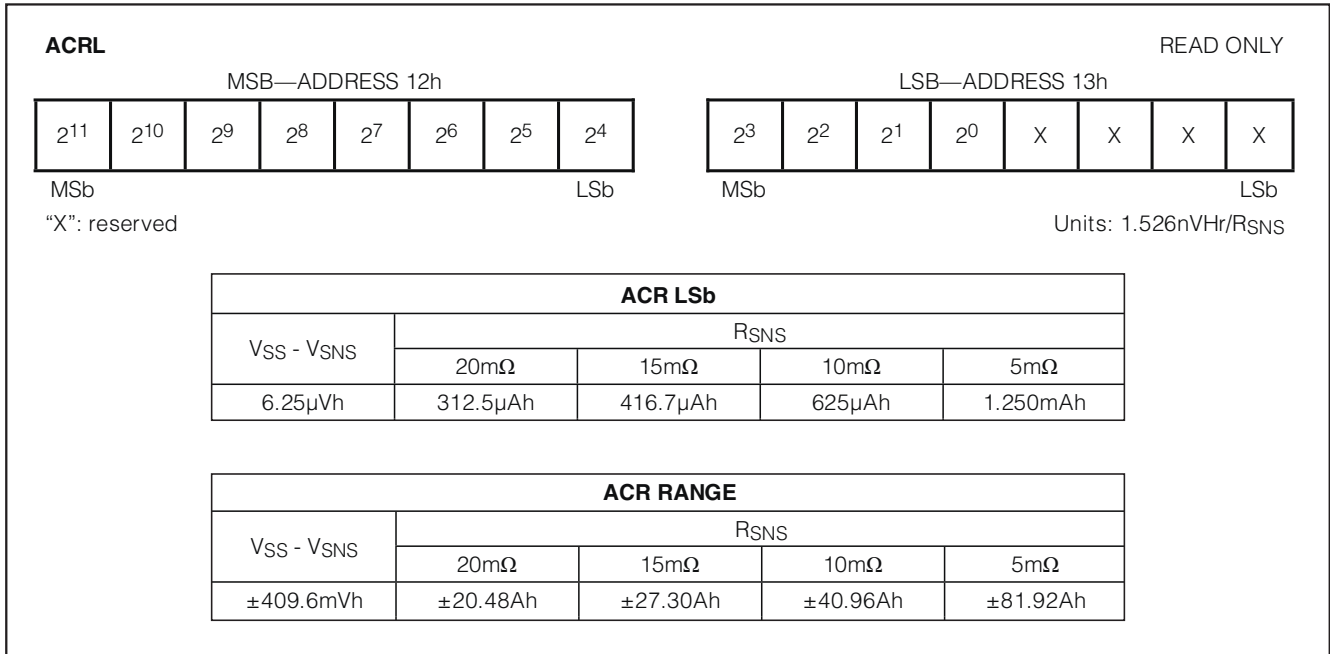 ACRL READ ONLY
MSB—ADDRESS 12h LSB—ADDRESS 13h
2¹¹ 2¹⁰ 2⁹ 2⁸ 2⁷ 2⁶ 2⁵ 2⁴ 2³ 2² 2¹ 2⁰ X X X X
MSb LSb MSb LSb
“X”: reserved Units: 1.526nVHr/RSNS
ACR LSb
VSS - VSNS RSNS
20mΩ 15mΩ 10mΩ 5mΩ
6.25µVh 312.5µAh 416.7µAh 625µAh 1.250mAh
ACR RANGE
VSS - VSNS RSNS
20mΩ 15mΩ 10mΩ 5mΩ
±409.6mVh ±20.48Ah ±27.30Ah ±40.96Ah ±81.92Ah